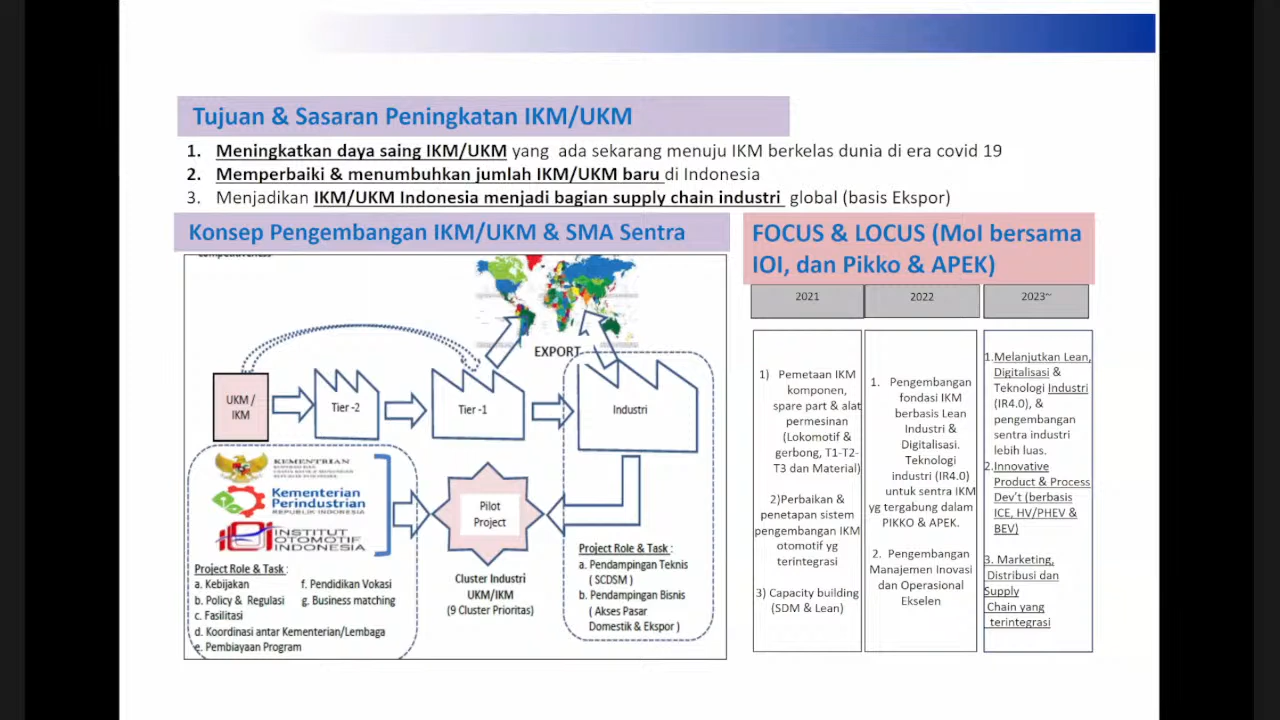 Tujuan & Sasaran Peningkatan IKM/UKM
1. Meningkatkan daya saing IKM/UKM yang ada sekarang menuju IKM berkelas dunia di era covid 19
2. Memperbaiki & menumbuhkan jumlah IKM/UKM baru di Indonesia
3. Menjadikan IKM/UKM Indonesia menjadi bagian supply chain industri global (basis Ekspor)
Konsep Pengembangan IKM/UKM & SMA Sentra
EXPORT
UKM /
IKM
Tier -2
Tier -1
Industri
KEMENTRIAN
Kementerian
Perindustrian
REPUBLIK INDONESIA
INSTITUT
OTOMOTIF
INDONESIA
Pilot
Project
Cluster Industri
UKM/IKM
(9 Cluster Prioritas)
Project Role & Task :
a. Kebijakan
b. Policy & Regulasi
c. Fasilitasi
d. Koordinasi antar Kementerian/Lembaga
e. Pembiayaan Program
f. Pendidikan Vokasi
g. Business matching
Project Role & Task :
a. Pendampingan Teknis
( SCDSM )
b. Pendampingan Bisnis
( Akses Pasar
Domestik & Ekspor )
FOCUS & LOCUS (MoI bersama
IOI, dan Pikko & APEK)
2021
2022
2023~
1) Pemetaan IKM
komponen,
spare part & alat
permesinan
(Lokomotif &
gerbong, T1-T2-
T3 dan Material)
2)Perbaikan &
penetapan sistem
pengembangan IKM
otomotif yg
terintegrasi
3) Capacity building
(SDM & Lean)
1. Pengembangan
fondasi IKM
berbasis Lean
Industri &
Digitalisasi.
Teknologi
industri (IR4.0)
untuk sentra IKM
yg tergabung dalam
PIKKO & APEK.
2. Pengembangan
Manajemen Inovasi
dan Operasional
Ekselen
1.Melanjutkan Lean,
Digitalisasi &
Teknologi Industri
(IR4.0), &
pengembangan
sentra industri
lebih luas.
2.Innovative
Product & Process
Dev't (berbasis
ICE, HV/PHEV &
BEV)
3. Marketing,
Distribusi dan
Supply
Chain yang
terintegrasi